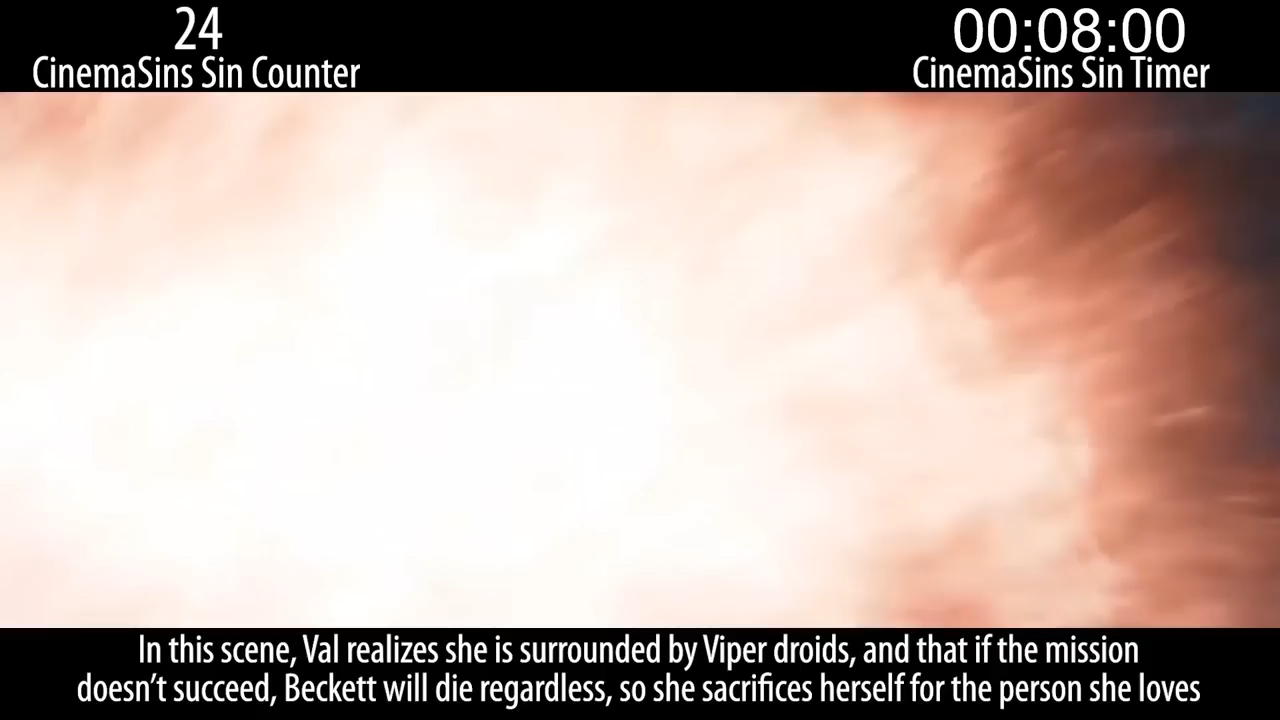 24
CinemaSins Sin Counter
00:08:00
CinemaSins Sin Timer
In this scene, Val realizes she is surrounded by Viper droids, and that if the mission
doesn’t succeed, Beckett will die regardless, so she sacrifices herself for the person she loves